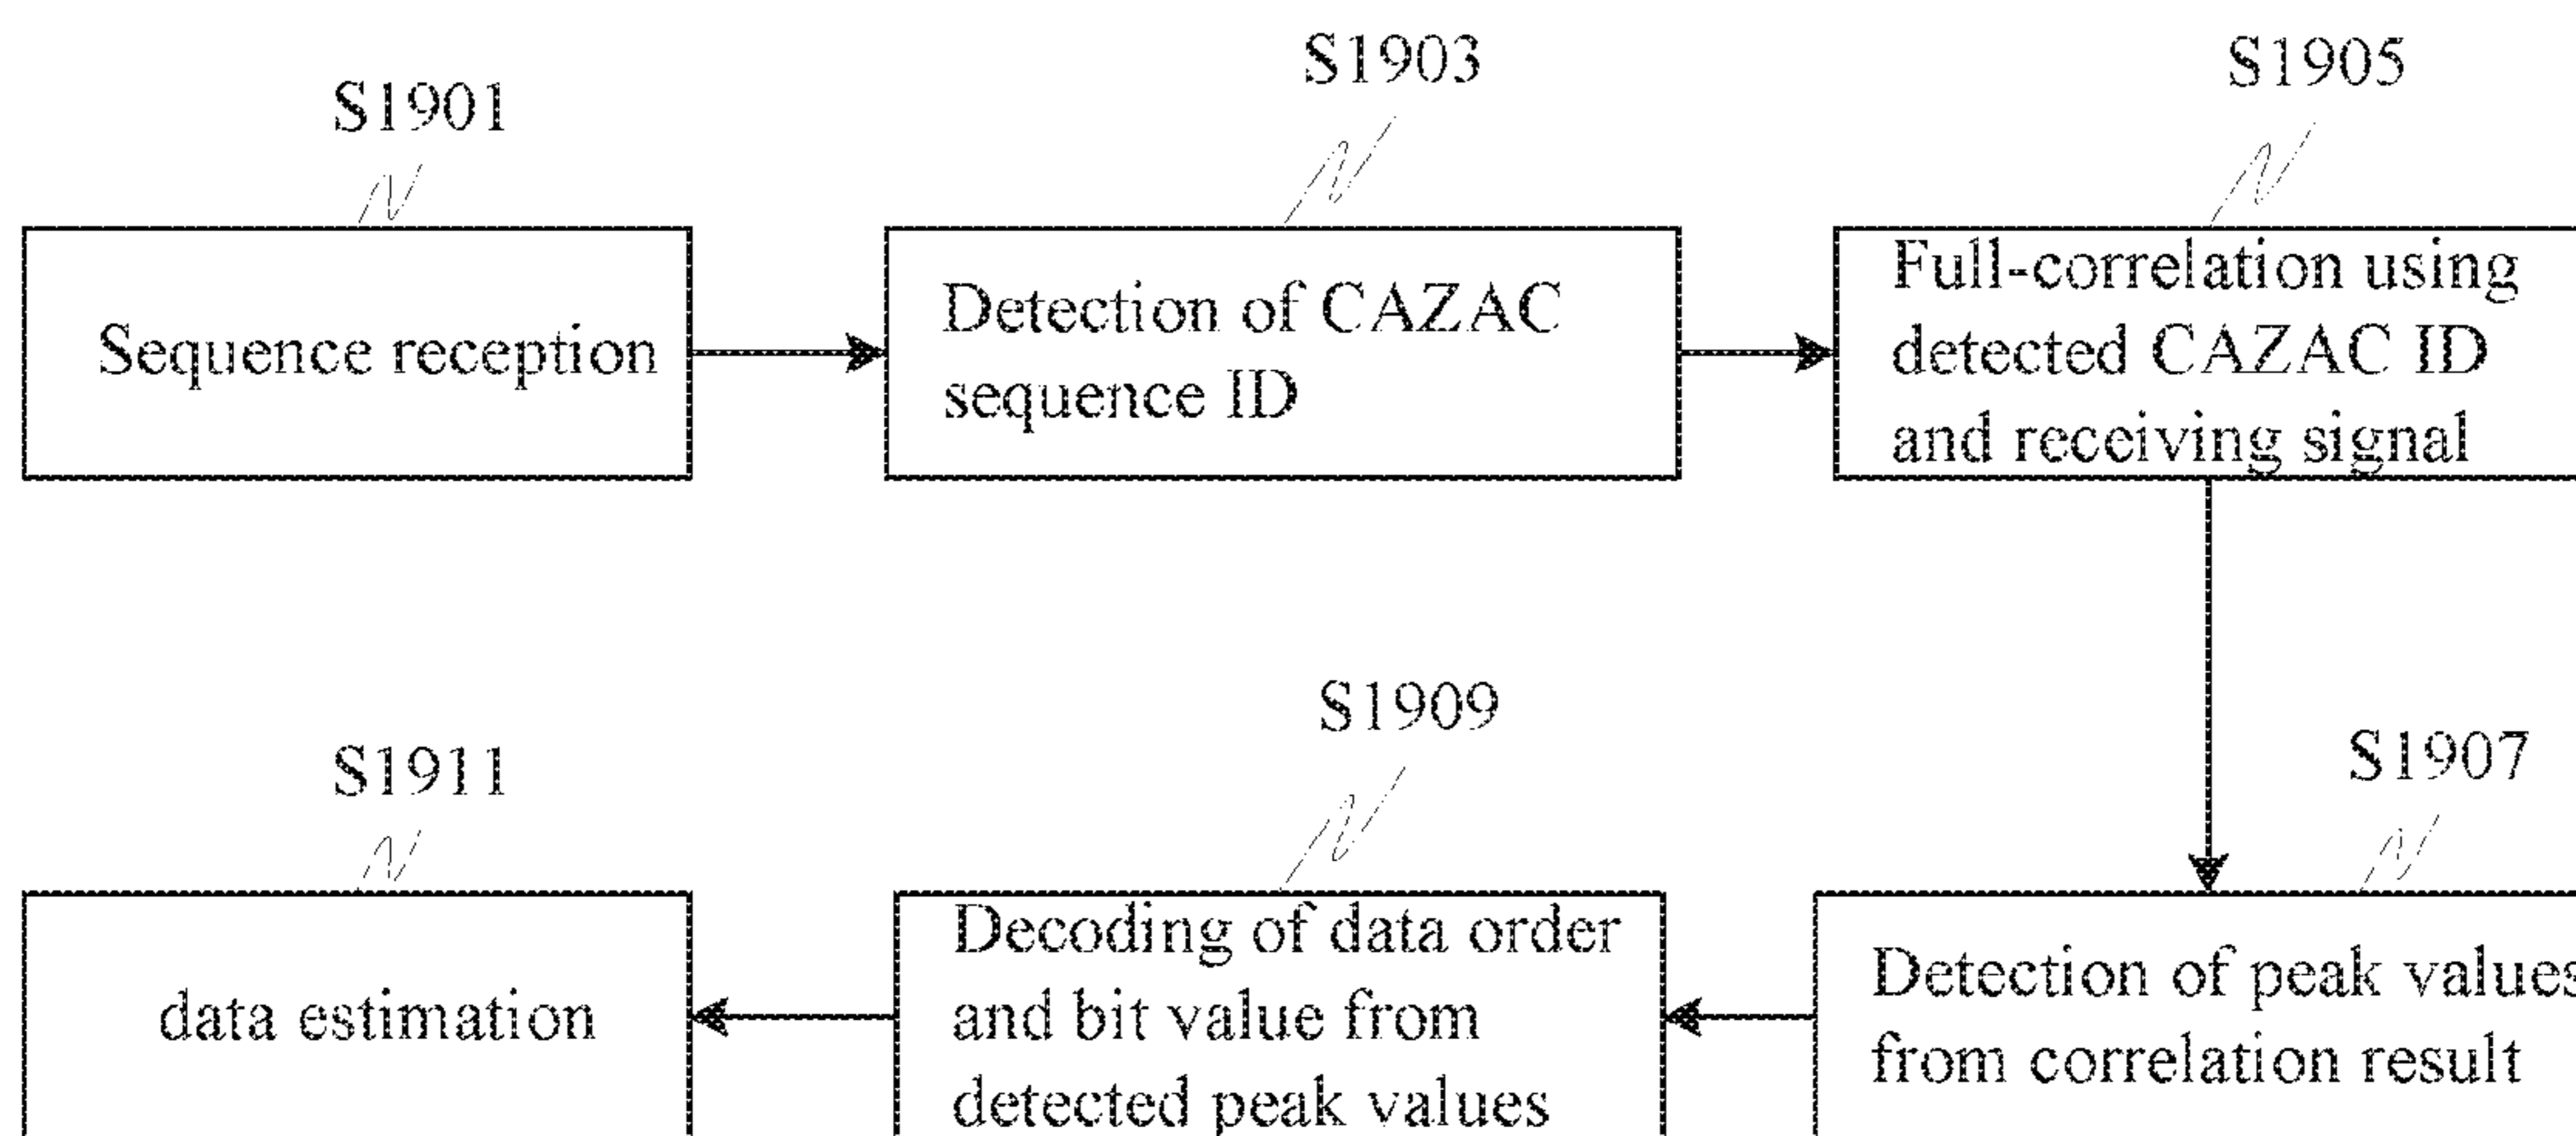 S1901
Sequence reception
S1903
Detection of CAZAC
sequence ID
S1905
Full-correlation using
detected CAZAC ID
and receiving signal
S1907
Detection of peak values
from correlation result
S1909
Decoding of data order
and bit value from
detected peak values
S1911
data estimation